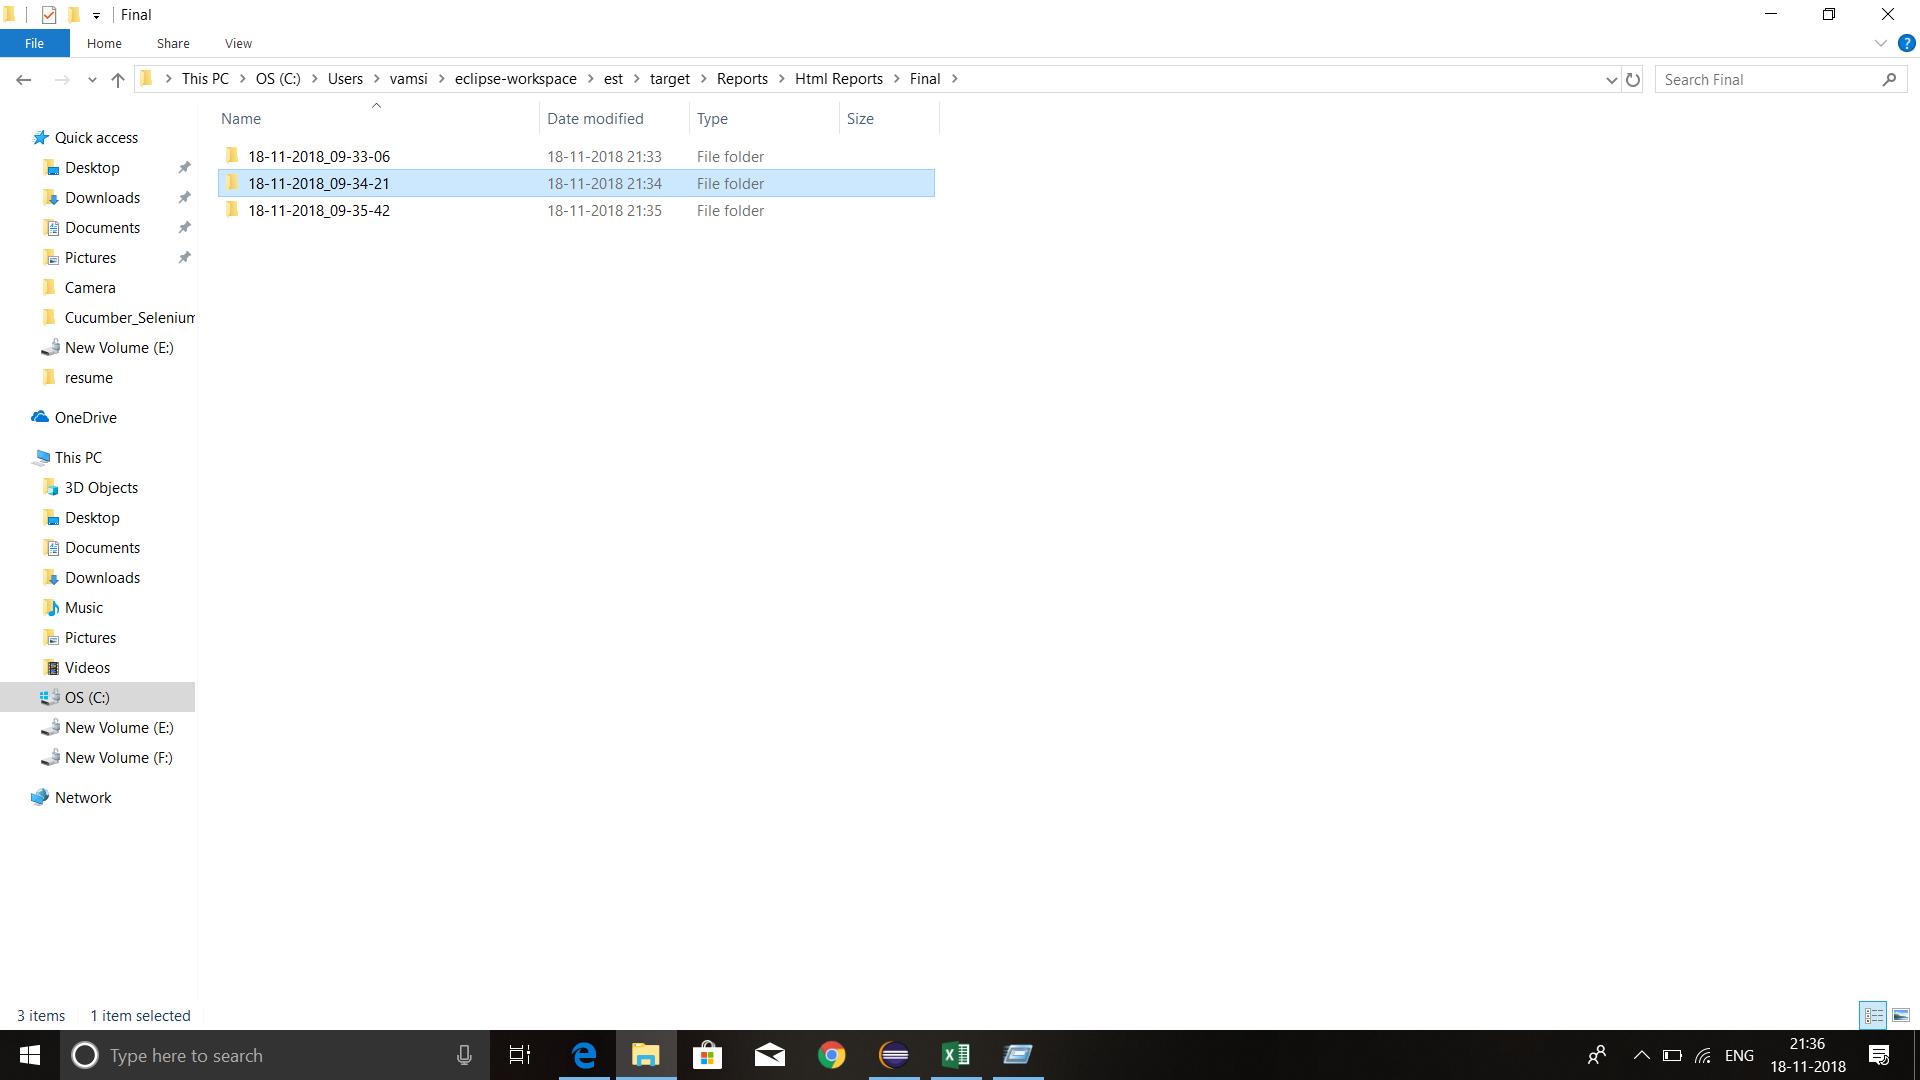 Final
File Home Share View
This PC OS (C:) Users vamsi eclipse-workspace est target Reports Html Reports Final
Search Final
Name Date modified Type Size
18-11-2018_09-33-06 18-11-2018 21:33 File folder
18-11-2018_09-34-21 18-11-2018 21:34 File folder
18-11-2018_09-35-42 18-11-2018 21:35 File folder
Quick access
Desktop
Downloads
Documents
Pictures
Camera
Cucumber_Selenium
New Volume (E:)
resume
OneDrive
This PC
3D Objects
Desktop
Documents
Downloads
Music
Pictures
Videos
OS (C:)
New Volume (E:)
New Volume (F:)
Network
3 items 1 item selected
Type here to search
ENG
21:36
18-11-2018